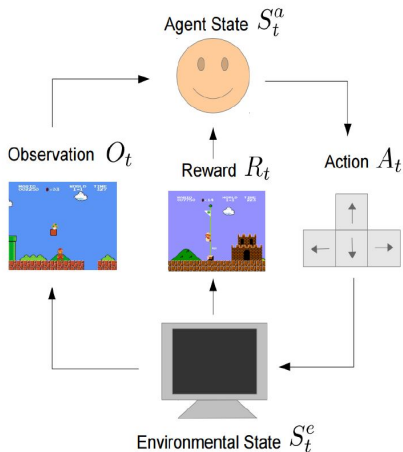 Agent State S_t^a
Observation O_t
Reward R_t
Action A_t
Environmental State S_t^e